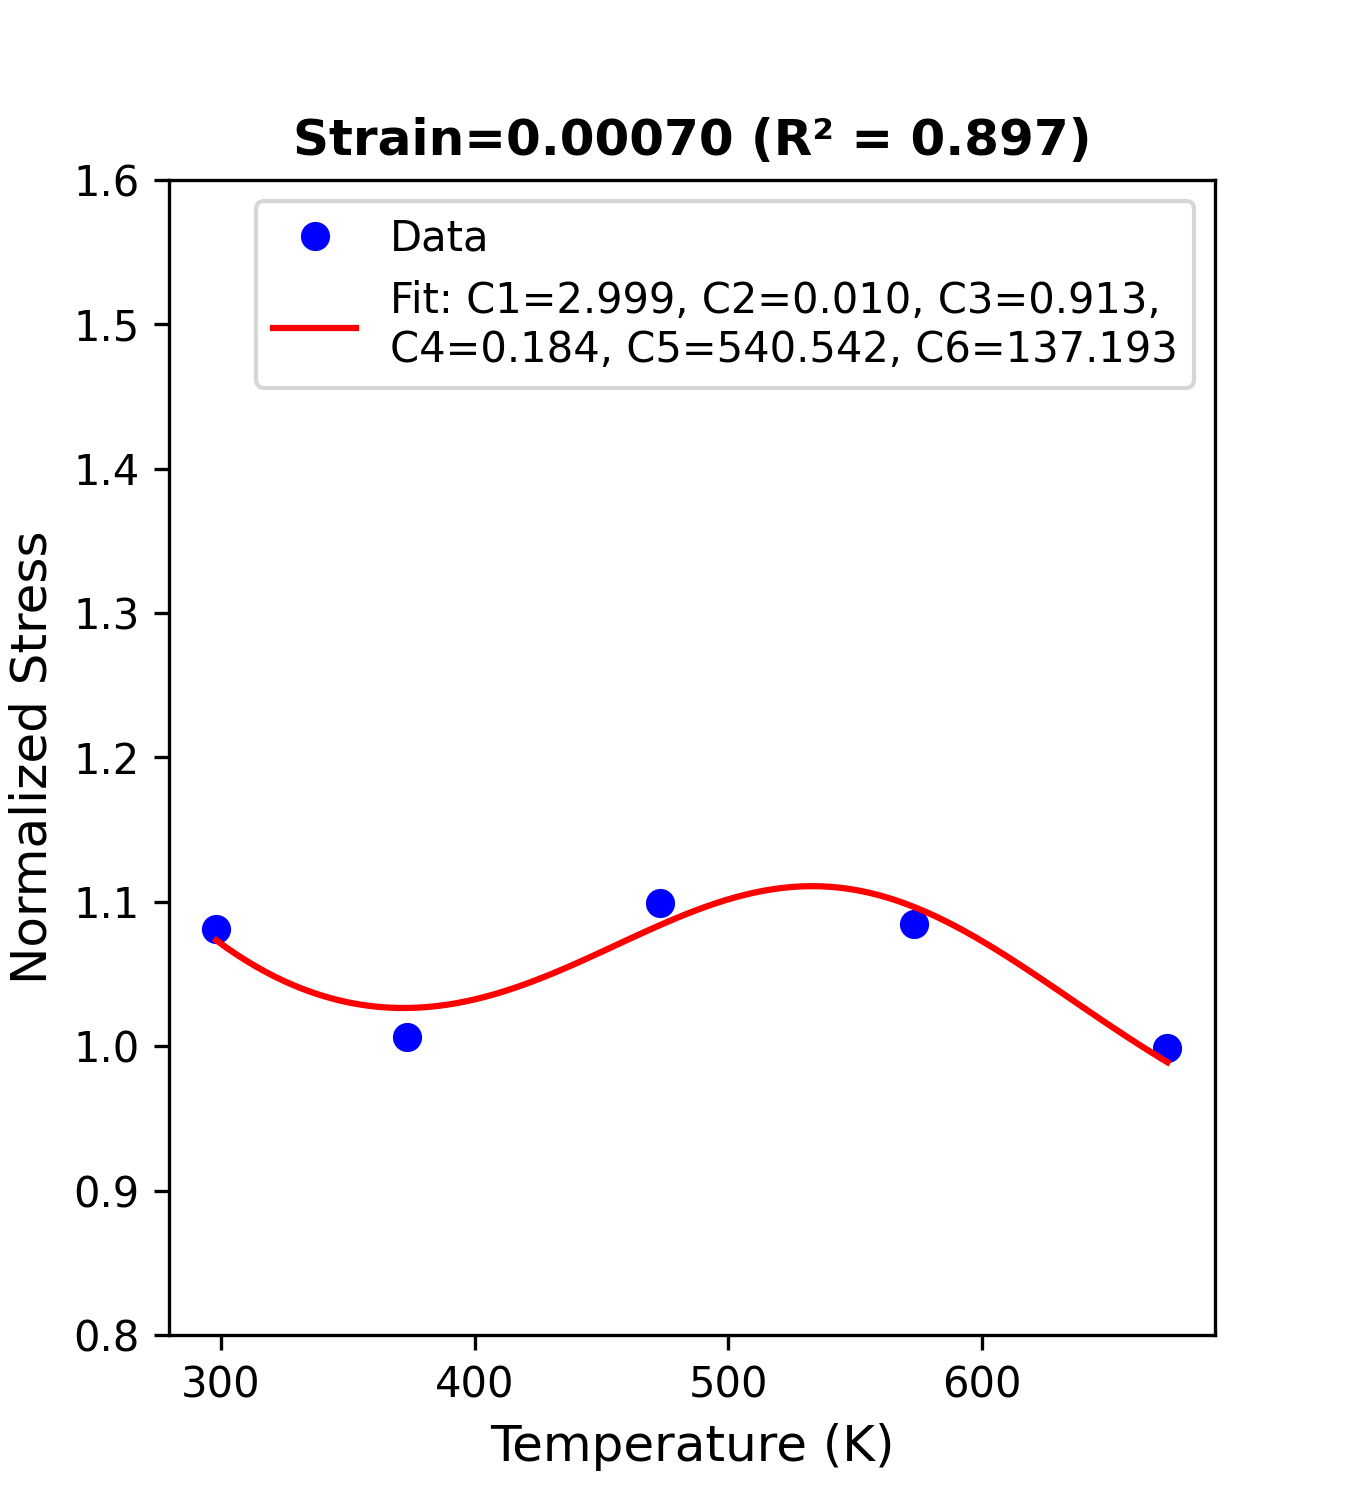 Strain=0.00070 (R² = 0.897)
Data
Fit: C1=2.999, C2=0.010, C3=0.913,
C4=0.184, C5=540.542, C6=137.193
1.6
1.5
1.4
1.3
1.2
1.1
1.0
0.9
0.8
Normalized Stress
300 400 500 600
Temperature (K)